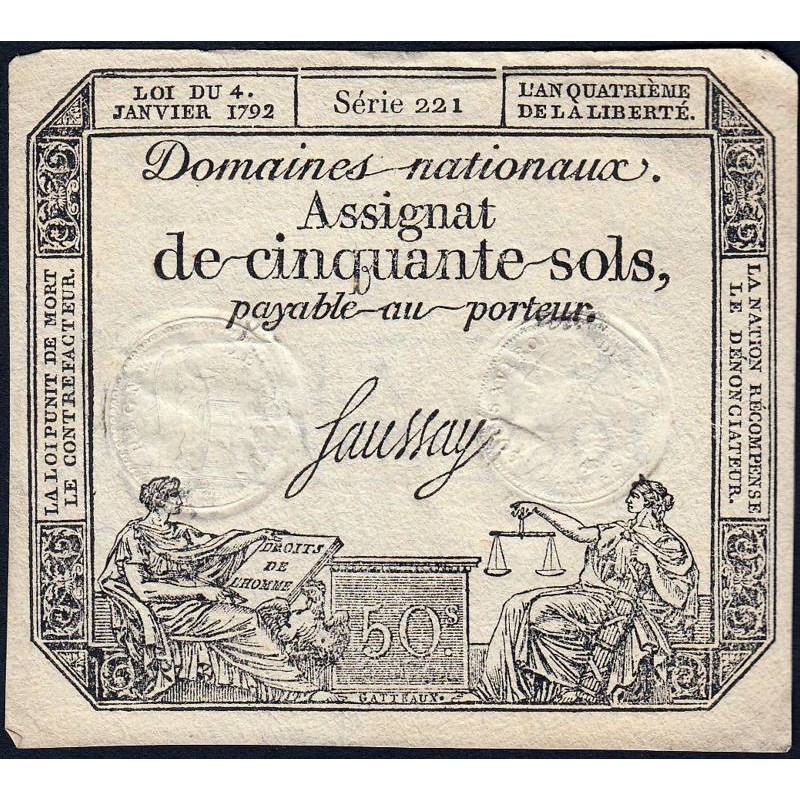 LOI DU 4.
JANVIER 1792
Série 221
L'AN QUATRIÈME
DE LA LIBERTÉ.
Domaines nationaux.
Assignat
de cinquante sols,
payable au porteur.
LA LOI PUNIT DE MORT
LE CONTREFACTEUR.
LA NATION RÉCOMPENSE
LE DÉNONCIATEUR.
Saussay
DROITS
DE
L'HOMME
50.s
GATTEAUX.